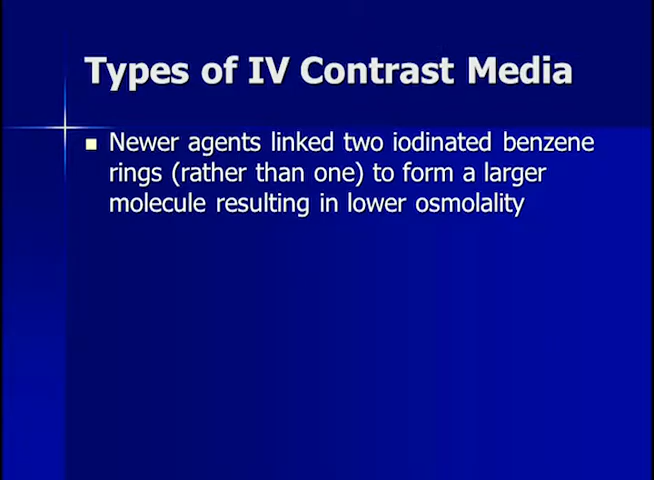 Types of IV Contrast Media
Newer agents linked two iodinated benzene
rings (rather than one) to form a larger
molecule resulting in lower osmolality